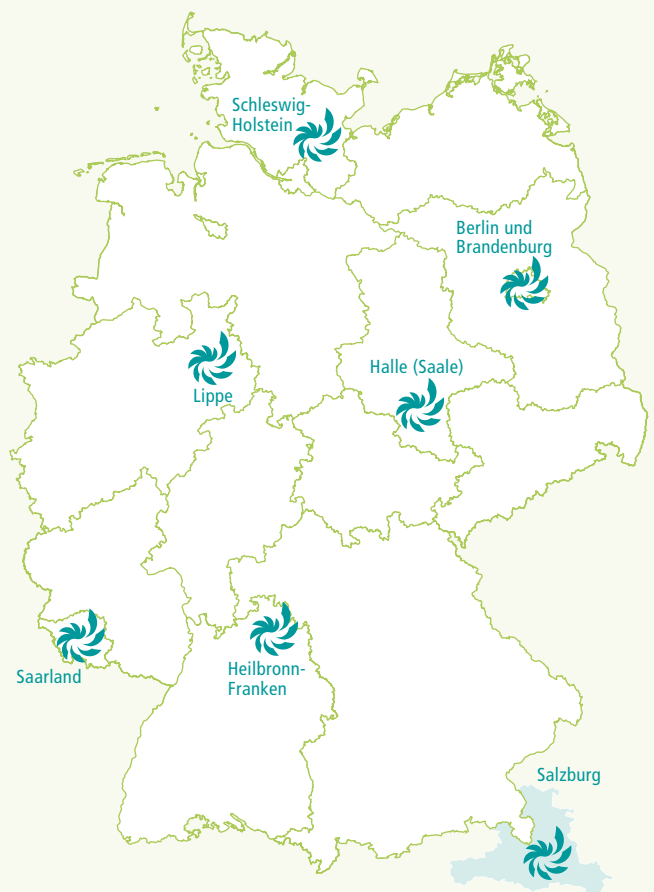 Schleswig-
Holstein
Berlin und
Brandenburg
Halle (Saale)
Lippe
Saarland
Heilbronn-
Franken
Salzburg